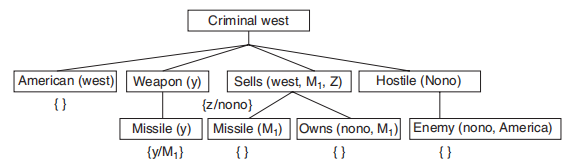 Criminal west
American (west) Weapon (y) Sells (west, M₁, Z) Hostile (Nono)
{ } {z/nono} { }
Missile (y) Missile (M₁) Owns (nono, M₁) Enemy (nono, America)
{y/M₁} { } { } { }